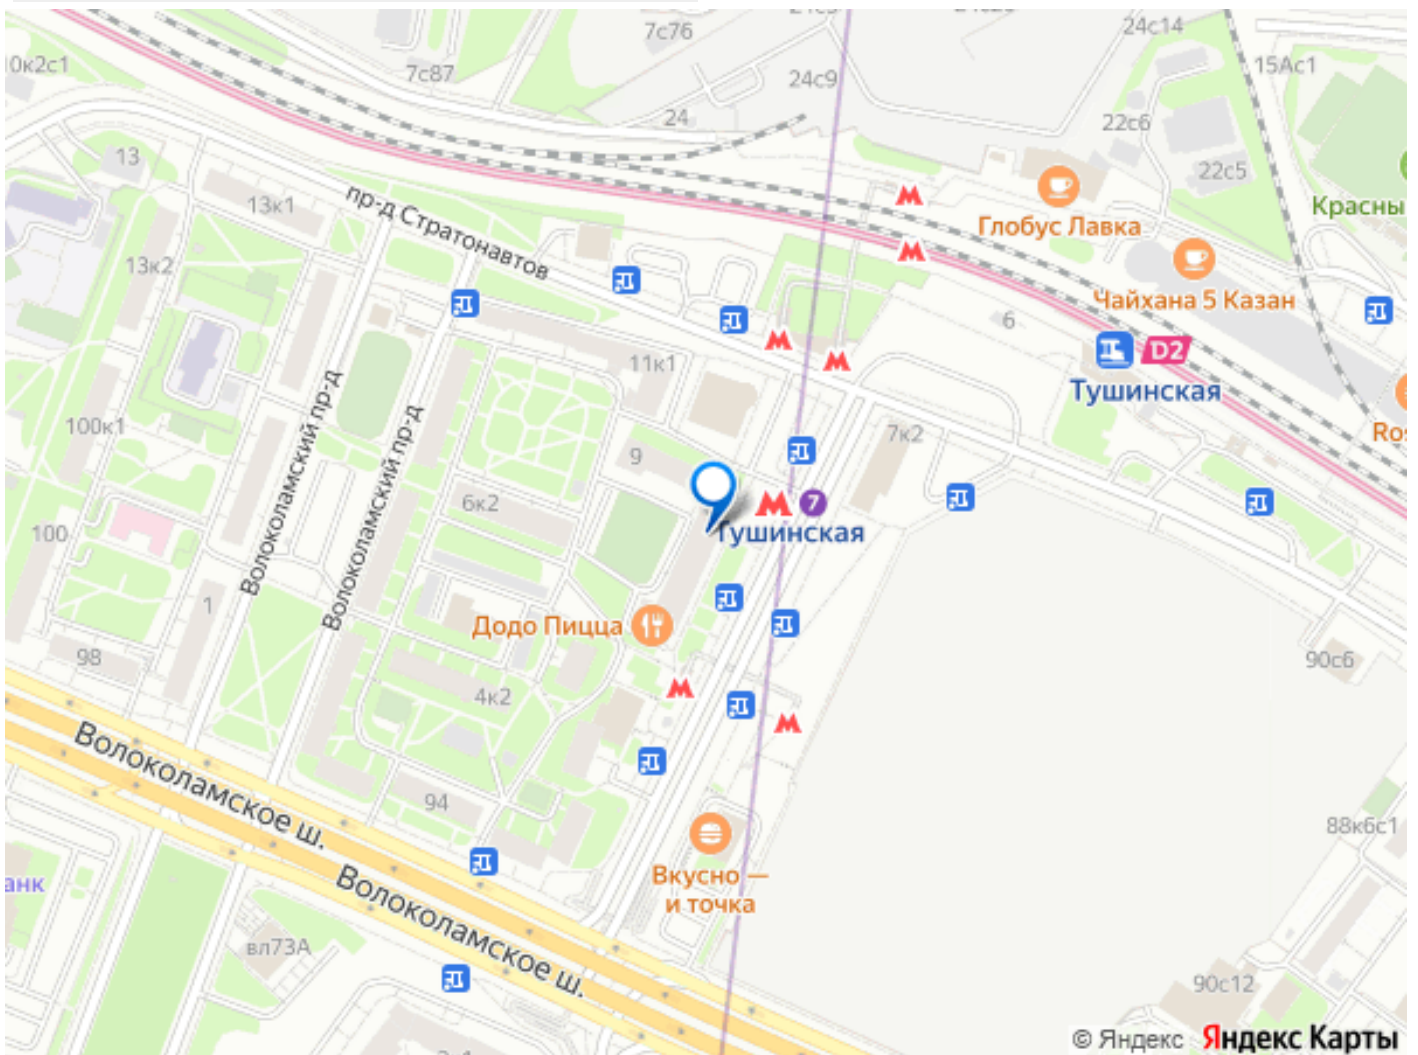 7с76
24с14
7с87
24с9
15Ас1
10к2с1
24
22с6
13
22с5
13к1
пр-д Стратонавтов
Глобус Лавка
Красны
13к2
Чайхана 5 Казан
6
11к1
D2
Тушинская
100к1
Волоколамский пр-д
Волоколамский пр-д
7к2
Ros
9
6к2
7
Тушинская
100
1
Додо Пицца
98
4к2
90с6
Волоколамское ш.
94
88к6с1
Вкусно —
и точка
анк
Волоколамское ш.
вл73А
90с12
© Яндекс Яндекс Карты